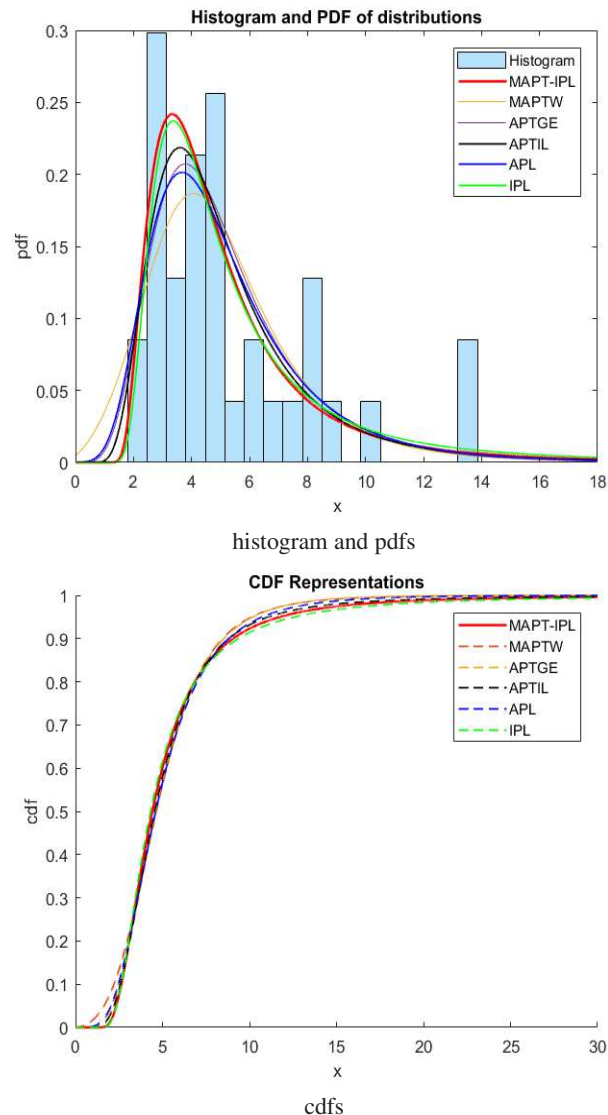 Histogram and PDF of distributions
0.3
0.25
0.2
0.15
0.1
0.05
0
pdf
Histogram
MAPT-IPL
MAPTW
APTGE
APTIL
APL
IPL
0 2 4 6 8 10 12 14 16 18
x
histogram and pdfs
CDF Representations
1
0.9
0.8
0.7
0.6
0.5
0.4
0.3
0.2
0.1
0
cdf
MAPT-IPL
MAPTW
APTGE
APTIL
APL
IPL
0 5 10 15 20 25 30
x
cdfs